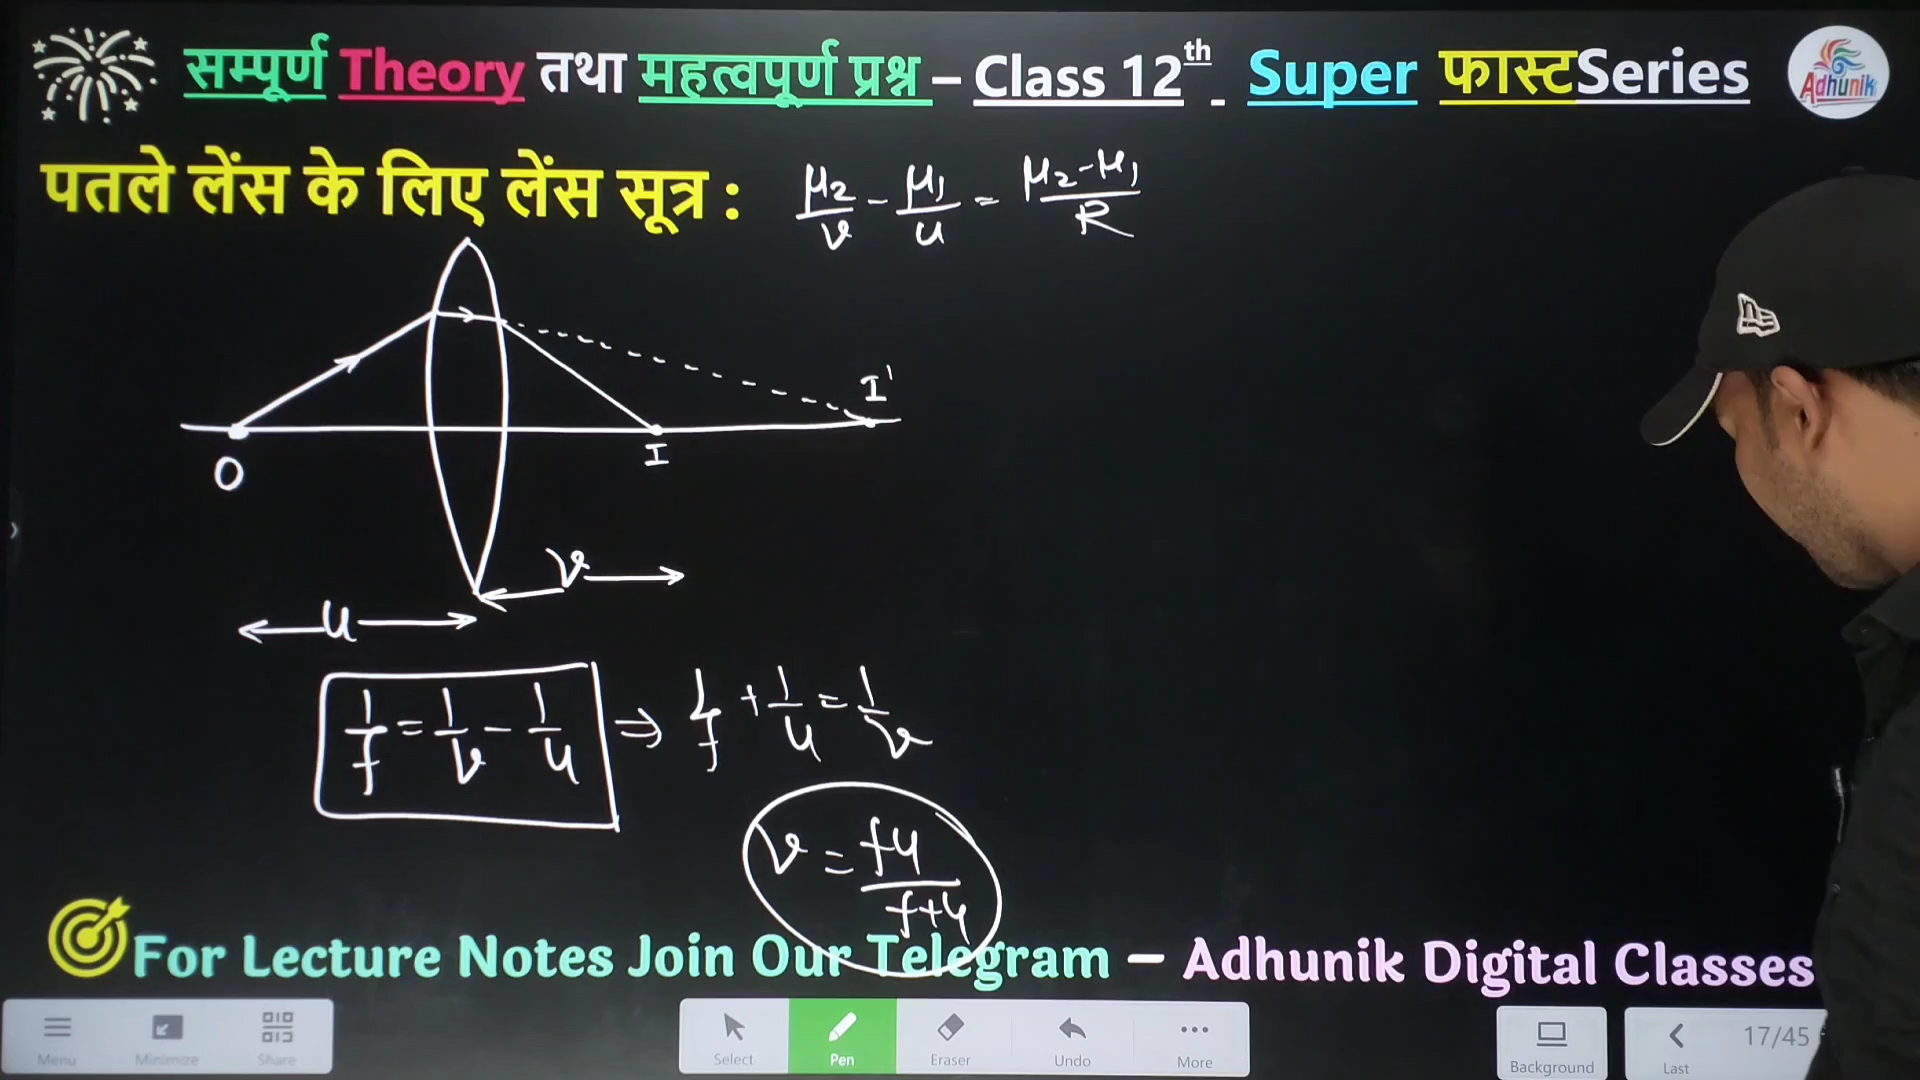 सम्पूर्ण Theory तथा महत्वपूर्ण प्रश्न – Class 12th - Super फास्टSeries
Adhunik
पतले लेंस के लिए लेंस सूत्र : μ2/v - μ1/u = μ2-μ1/R
I'
O
I
v
u
1/f = 1/v - 1/u ⇒ 1/f + 1/u = 1/v
v = fu/f+u
For Lecture Notes Join Our Telegram – Adhunik Digital Classes
Menu Minimize Share Select Pen Eraser Undo More Background Last 17/45